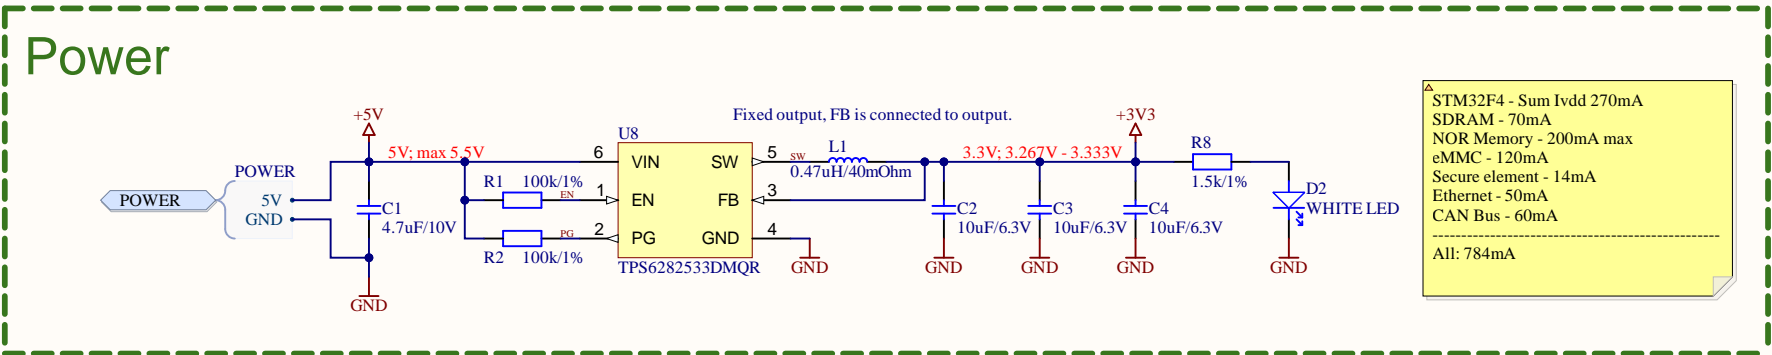 Power
+5V
5V; max 5.5V
POWER
POWER
5V
GND
C1
4.7uF/10V
GND
R1 100k/1%
EN
PG
R2 100k/1%
U8
6 VIN SW 5
1 EN FB 3
2 PG GND 4
TPS6282533DMQR
GND
Fixed output, FB is connected to output.
SW
L1
0.47uH/40mOhm
3.3V; 3.267V - 3.333V
+3V3
C2
10uF/6.3V
GND
C3
10uF/6.3V
GND
C4
10uF/6.3V
GND
R8
1.5k/1%
D2
WHITE LED
GND
STM32F4 - Sum Ivdd 270mA
SDRAM - 70mA
NOR Memory - 200mA max
eMMC - 120mA
Secure element - 14mA
Ethernet - 50mA
CAN Bus - 60mA
------------------------------------------------
All: 784mA